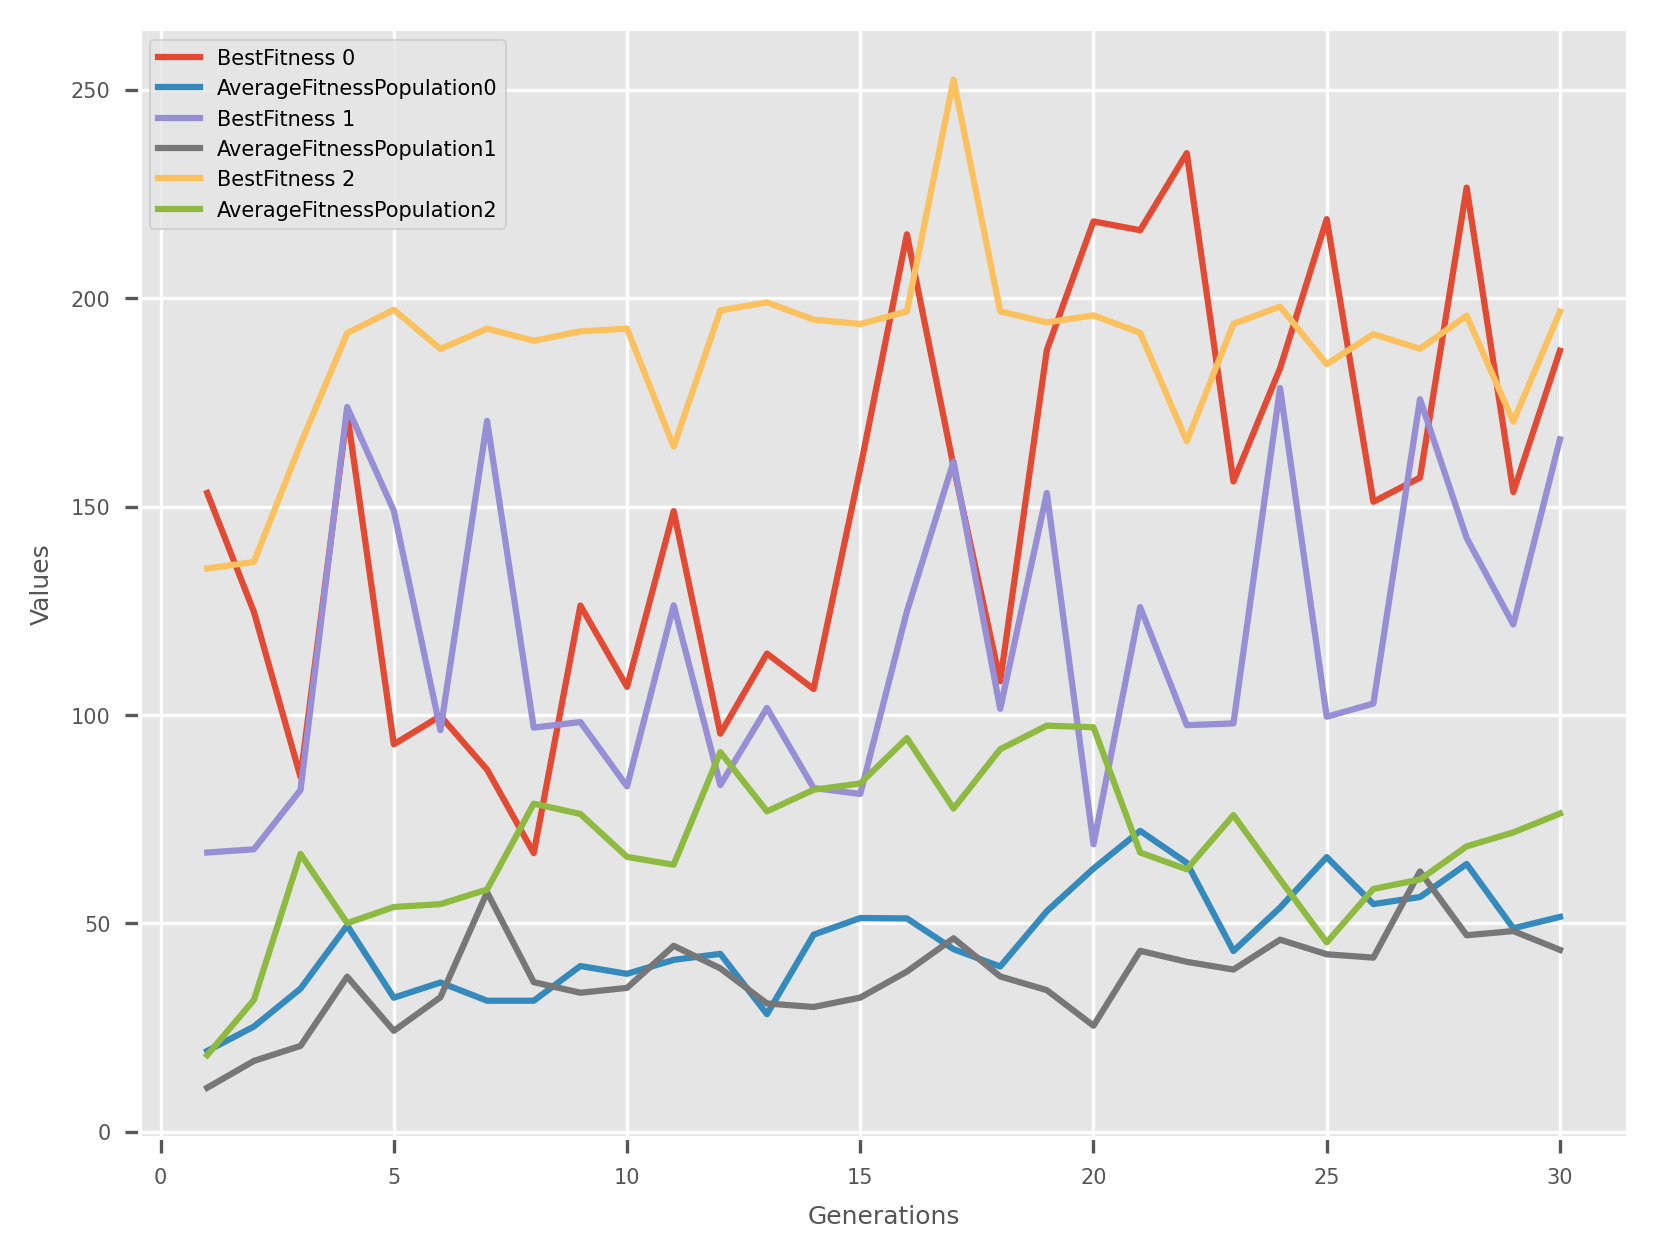 BestFitness 0
AverageFitnessPopulation0
BestFitness 1
AverageFitnessPopulation1
BestFitness 2
AverageFitnessPopulation2
250
200
150
100
50
0
Values
0 5 10 15 20 25 30
Generations